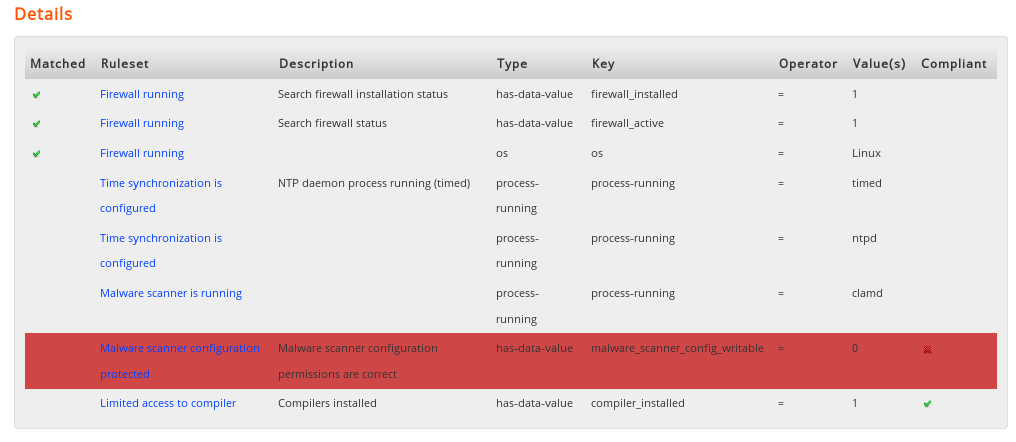 Details
Matched Ruleset Description Type Key Operator Value(s) Compliant
Firewall running Search firewall installation status has-data-value firewall_installed = 1
Firewall running Search firewall status has-data-value firewall_active = 1
Firewall running os os = Linux
Time synchronization is NTP daemon process running (timed) process- process-running = timed
configured running
Time synchronization is process- process-running = ntpd
configured running
Malware scanner is running process- process-running = clamd
running
Malware scanner configuration Malware scanner configuration has-data-value malware_scanner_config_writable = 0
protected permissions are correct
Limited access to compiler Compilers installed has-data-value compiler_installed = 1